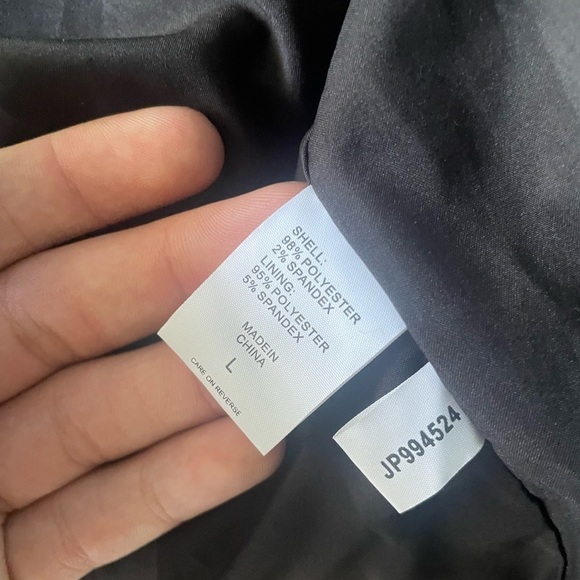 SHELL:
98% POLYESTER
2% SPANDEX
LINING:
95% POLYESTER
5% SPANDEX
MADEIN
CHINA
L
CARE ON REVERSE
JP994524